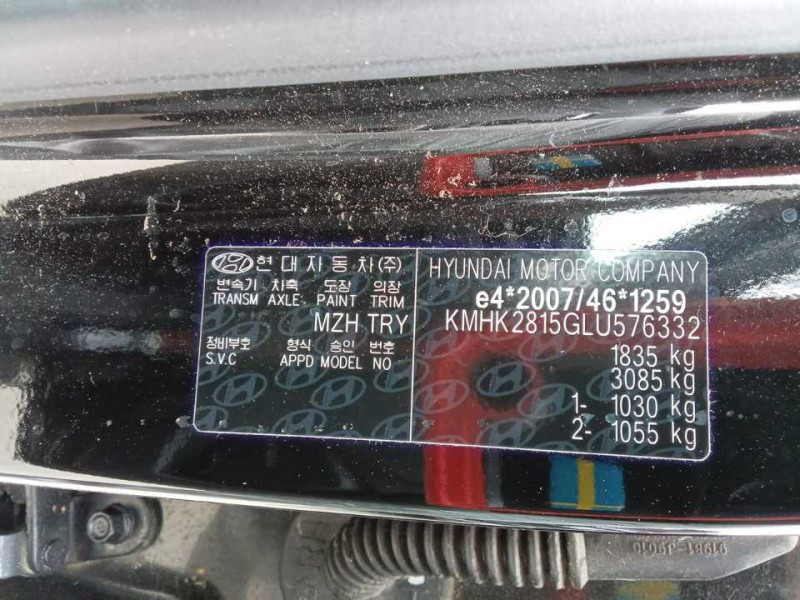 현대자동차(주)
변속기 차축 도장 의장
TRANSM AXLE PAINT TRIM
MZH TRY
정비부호 형식 승인 번호
S.V.C APPD MODEL NO
HYUNDAI MOTOR COMPANY
e4*2007/46*1259
KMHK2815GLU576332
1835 kg
3085 kg
1- 1030 kg
2- 1055 kg
91981-J9010